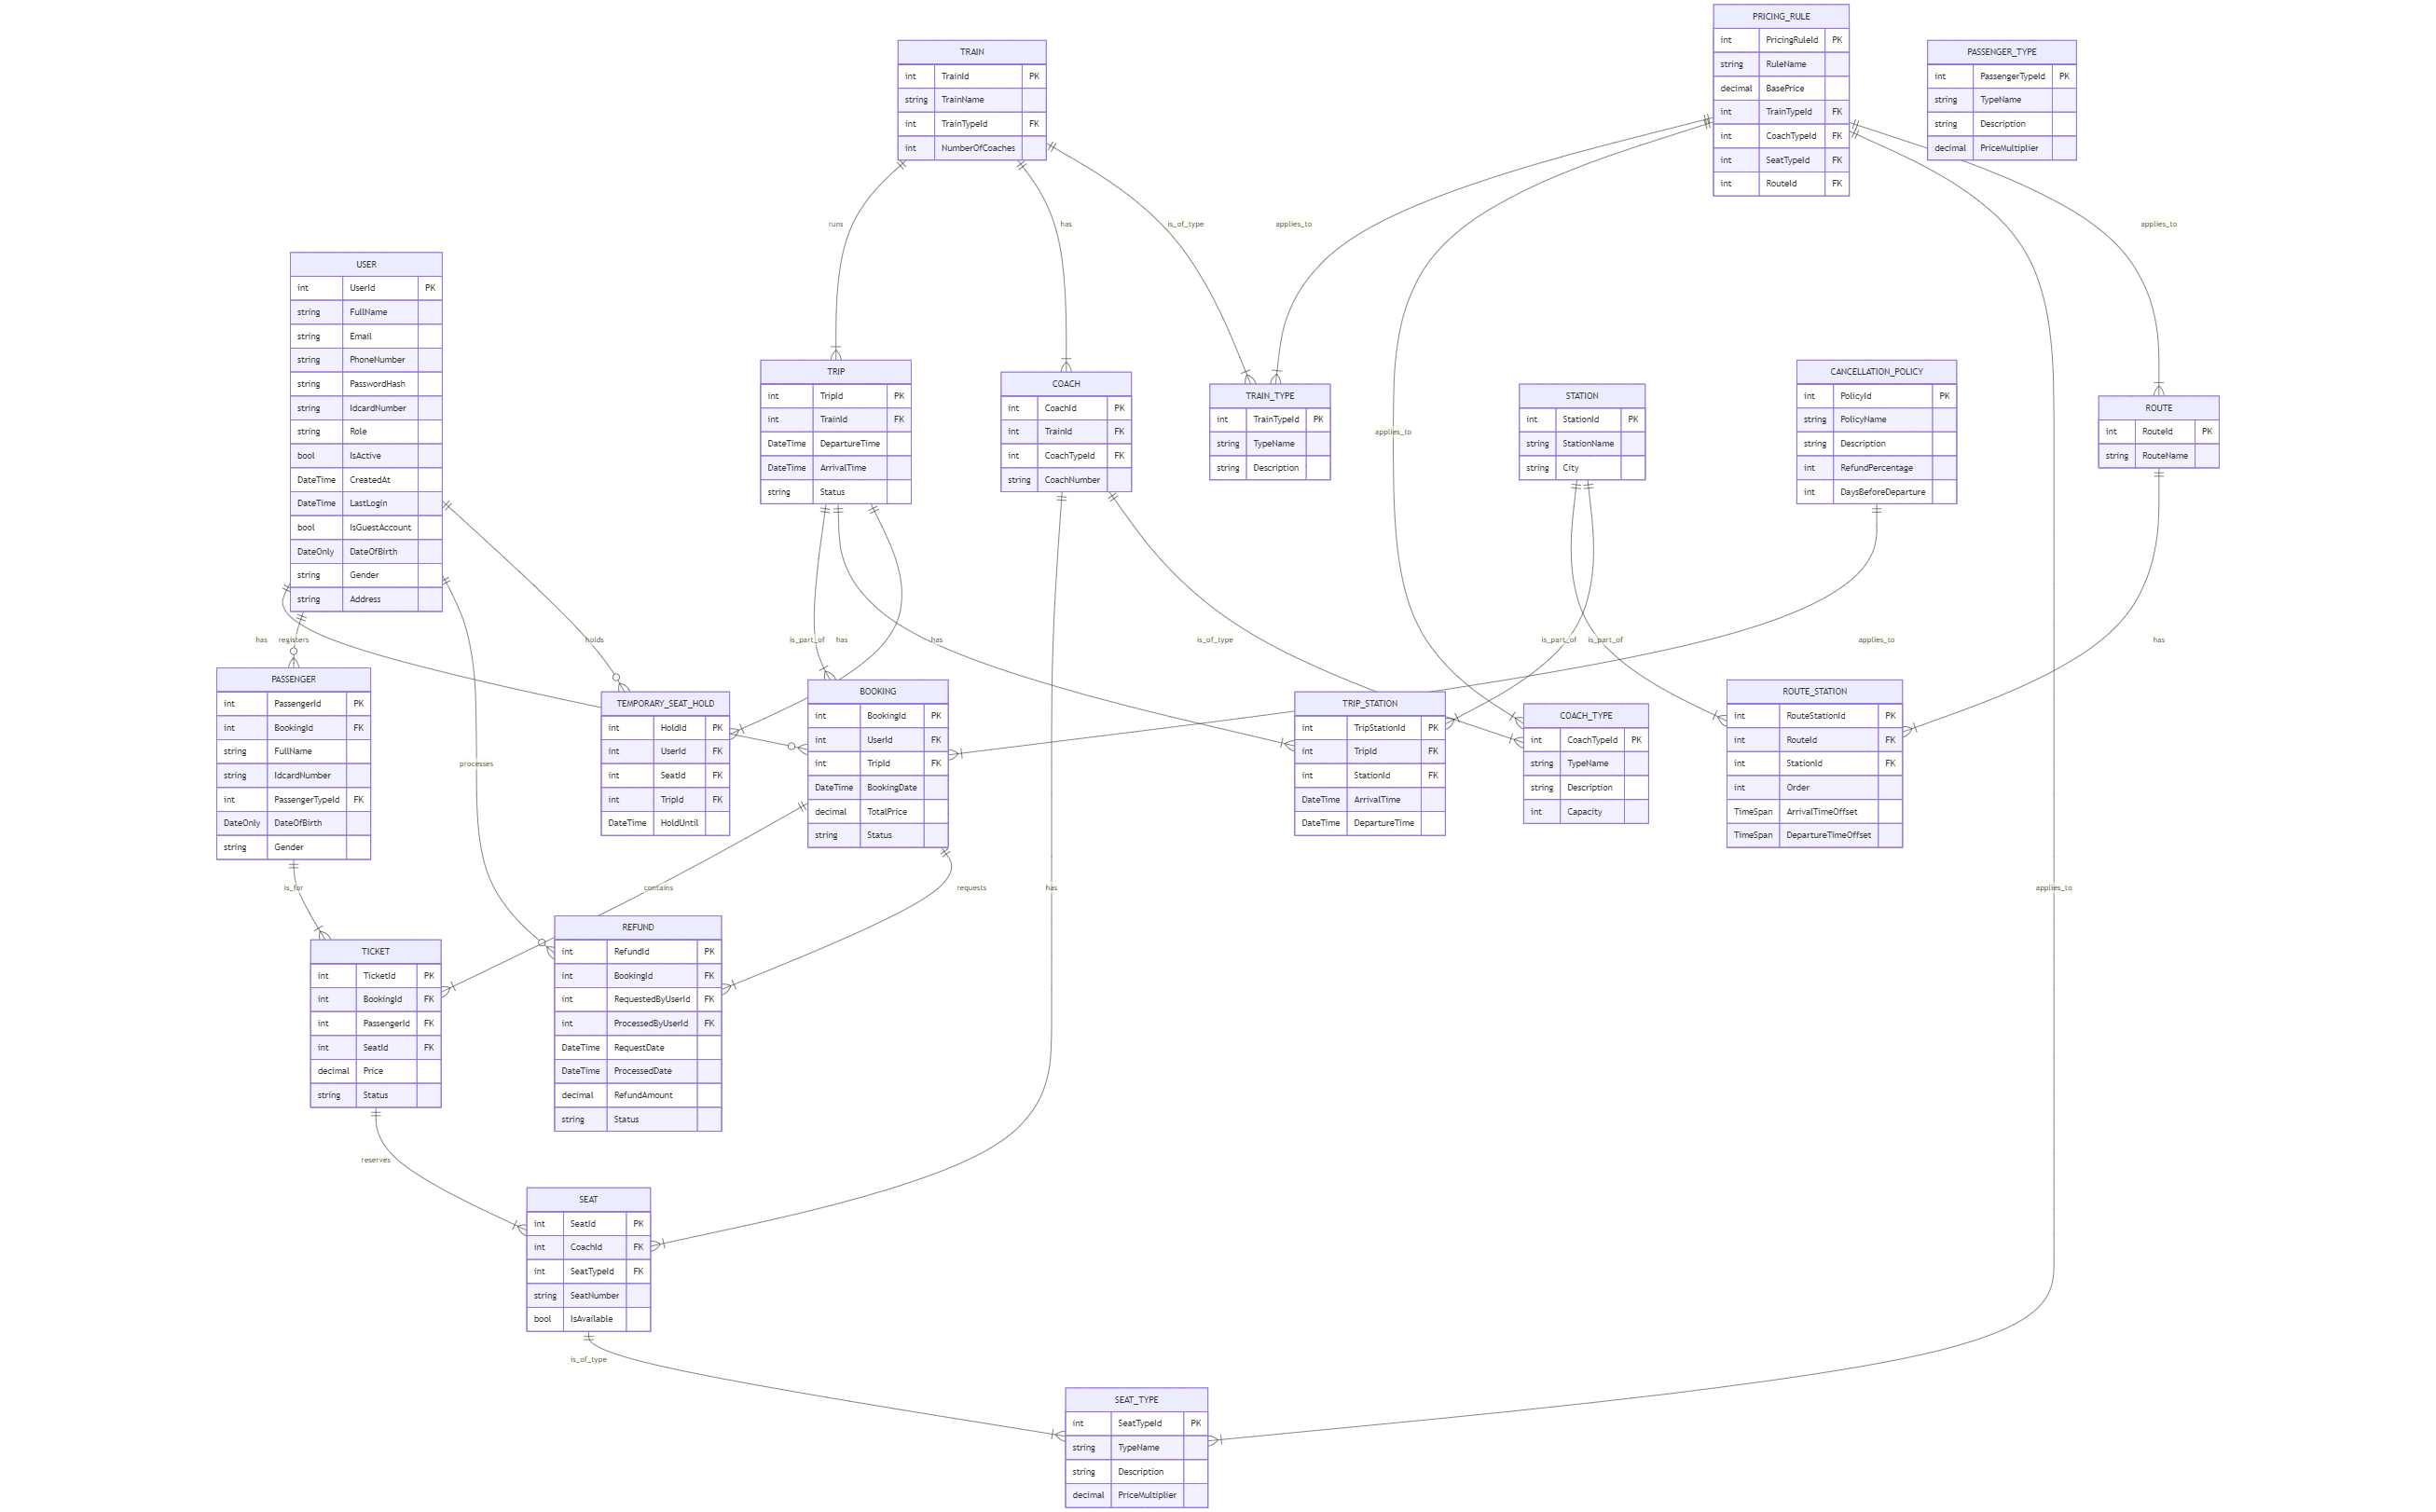 PRICING_RULE
int PricingRuleId PK
string RuleName
decimal BasePrice
int TrainTypeId FK
int CoachTypeId FK
int SeatTypeId FK
int RouteId FK
TRAIN
int TrainId PK
string TrainName
int TrainTypeId FK
int NumberOfCoaches
PASSENGER_TYPE
int PassengerTypeId PK
string TypeName
string Description
decimal PriceMultiplier
runs
has
is_of_type
applies_to
applies_to
USER
int UserId PK
string FullName
string Email
string PhoneNumber
string PasswordHash
string IdcardNumber
string Role
bool IsActive
DateTime CreatedAt
DateTime LastLogin
bool IsGuestAccount
DateOnly DateOfBirth
string Gender
string Address
TRIP
int TripId PK
int TrainId FK
DateTime DepartureTime
DateTime ArrivalTime
string Status
COACH
int CoachId PK
int TrainId FK
int CoachTypeId FK
string CoachNumber
TRAIN_TYPE
int TrainTypeId PK
string TypeName
string Description
applies_to
STATION
int StationId PK
string StationName
string City
CANCELLATION_POLICY
int PolicyId PK
string PolicyName
string Description
int RefundPercentage
int DaysBeforeDeparture
ROUTE
int RouteId PK
string RouteName
has
registers
holds
is_part_of
has
has
is_of_type
is_part_of
is_part_of
applies_to
has
PASSENGER
int PassengerId PK
int BookingId FK
string FullName
string IdcardNumber
int PassengerTypeId FK
DateOnly DateOfBirth
string Gender
processes
TEMPORARY_SEAT_HOLD
int HoldId PK
int UserId FK
int SeatId FK
int TripId FK
DateTime HoldUntil
BOOKING
int BookingId PK
int UserId FK
int TripId FK
DateTime BookingDate
decimal TotalPrice
string Status
TRIP_STATION
int TripStationId PK
int TripId FK
int StationId FK
DateTime ArrivalTime
DateTime DepartureTime
COACH_TYPE
int CoachTypeId PK
string TypeName
string Description
int Capacity
ROUTE_STATION
int RouteStationId PK
int RouteId FK
int StationId FK
int Order
TimeSpan ArrivalTimeOffset
TimeSpan DepartureTimeOffset
is_for
contains
requests
has
applies_to
TICKET
int TicketId PK
int BookingId FK
int PassengerId FK
int SeatId FK
decimal Price
string Status
REFUND
int RefundId PK
int BookingId FK
int RequestedByUserId FK
int ProcessedByUserId FK
DateTime RequestDate
DateTime ProcessedDate
decimal RefundAmount
string Status
reserves
SEAT
int SeatId PK
int CoachId FK
int SeatTypeId FK
string SeatNumber
bool IsAvailable
is_of_type
SEAT_TYPE
int SeatTypeId PK
string TypeName
string Description
decimal PriceMultiplier